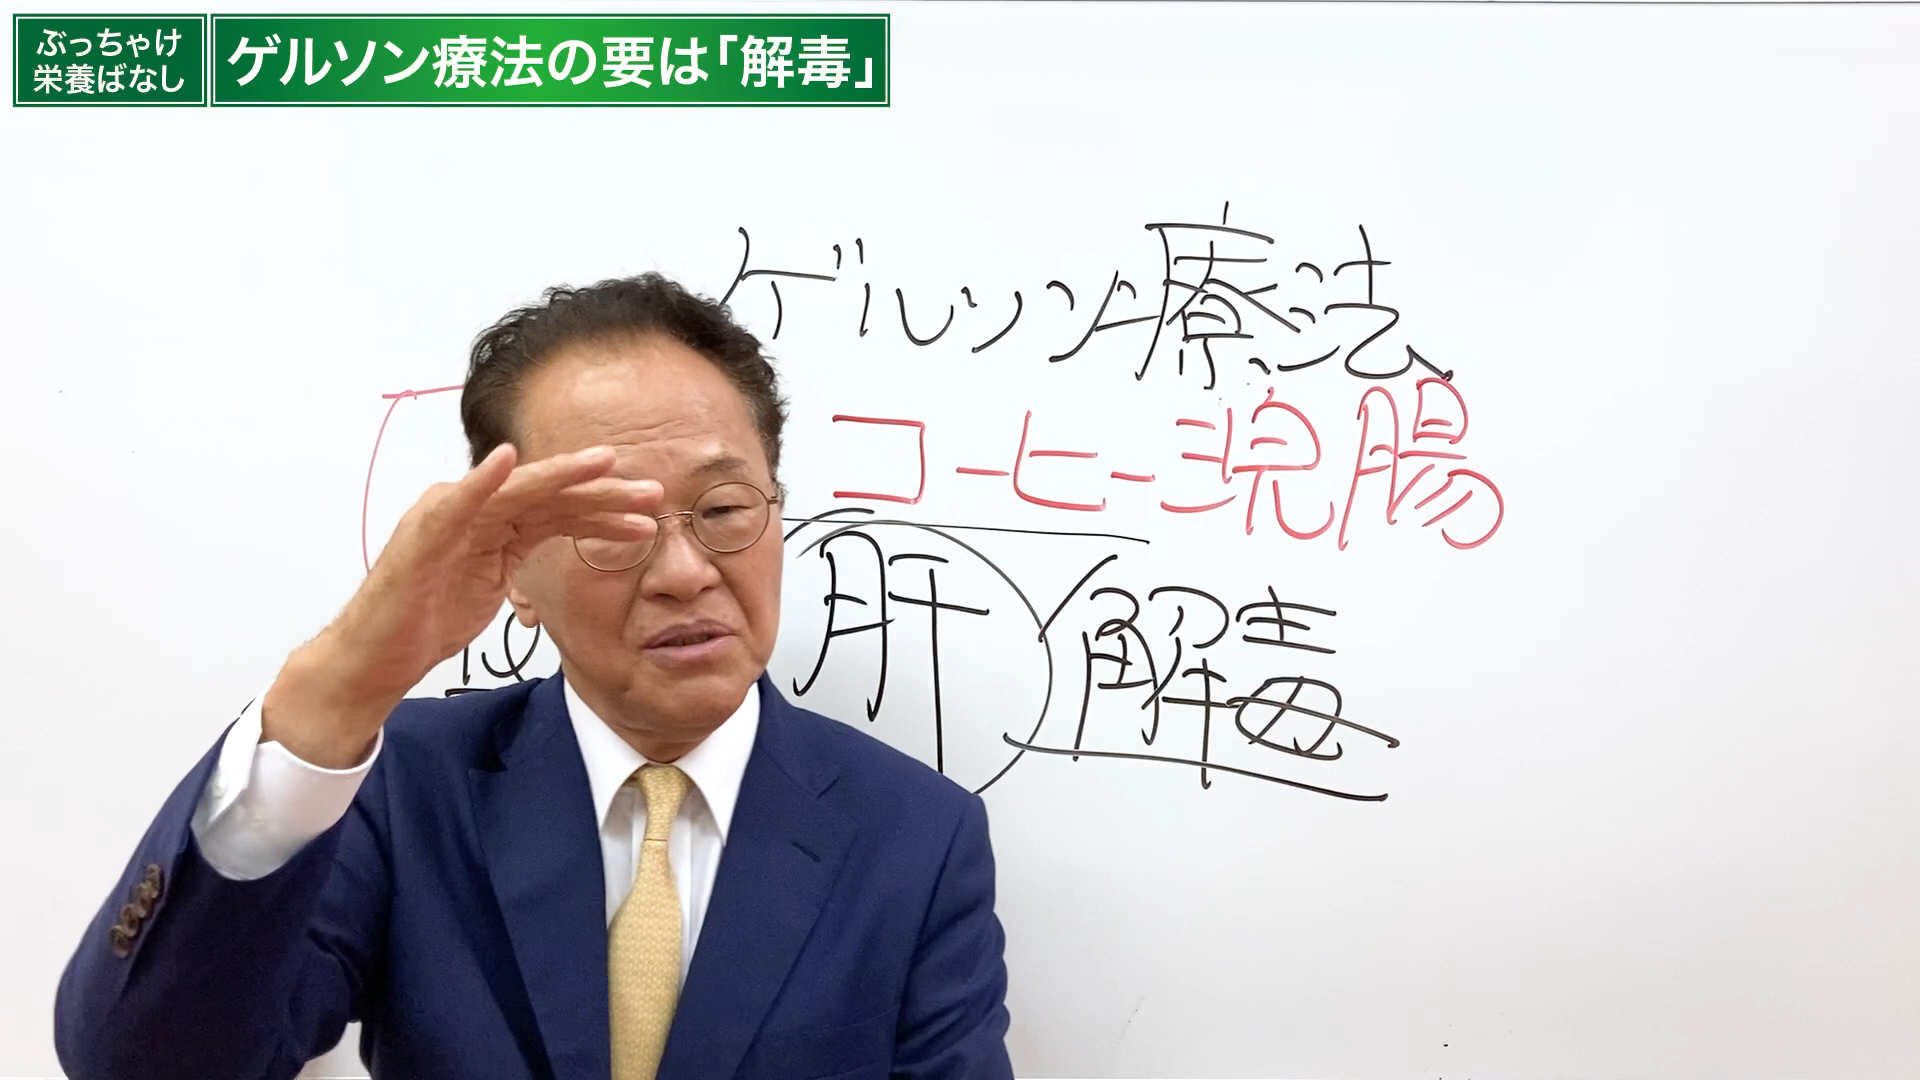 ぶっちゃけ
栄養ばなし
ゲルソン療法の要は「解毒」
ゲルソン療法
コーヒー浣腸
肝
解毒